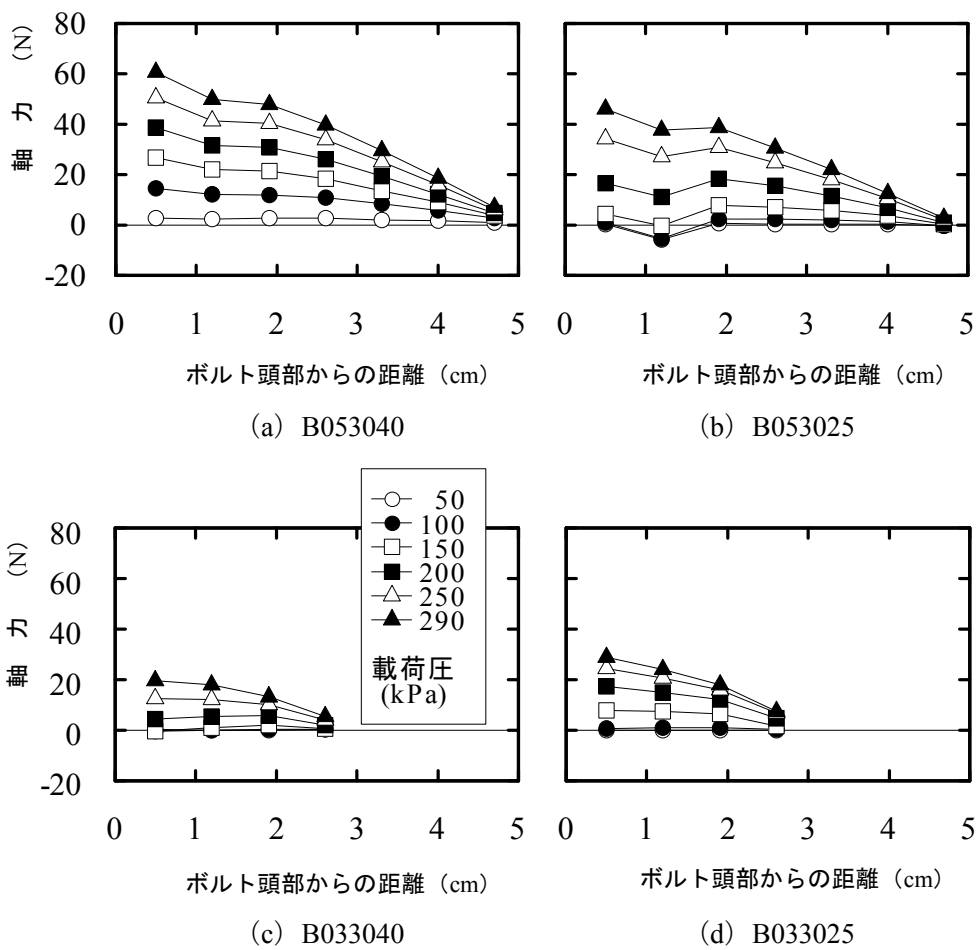 軸 力 (N)
80
60
40
20
0
-20
0 1 2 3 4 5
ボルト頭部からの距離（cm）
(a) B053040
0 1 2 3 4 5
ボルト頭部からの距離（cm）
(b) B053025
軸 力 (N)
80
60
40
20
0
-20
50
100
150
200
250
290
載荷圧
(kPa)
0 1 2 3 4 5
ボルト頭部からの距離（cm）
(c) B033040
0 1 2 3 4 5
ボルト頭部からの距離（cm）
(d) B033025